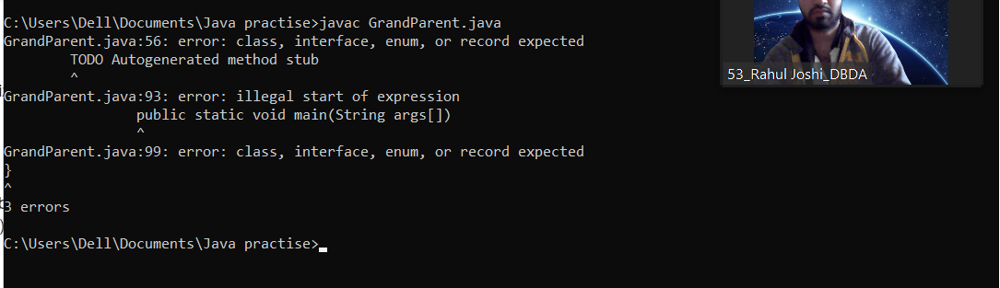 C:\Users\Dell\Documents\Java practise>javac GrandParent.java
GrandParent.java:56: error: class, interface, enum, or record expected
TODO Autogenerated method stub
^
GrandParent.java:93: error: illegal start of expression
public static void main(String args[])
^
GrandParent.java:99: error: class, interface, enum, or record expected
}
^
3 errors
C:\Users\Dell\Documents\Java practise>
53_Rahul Joshi_DBDA